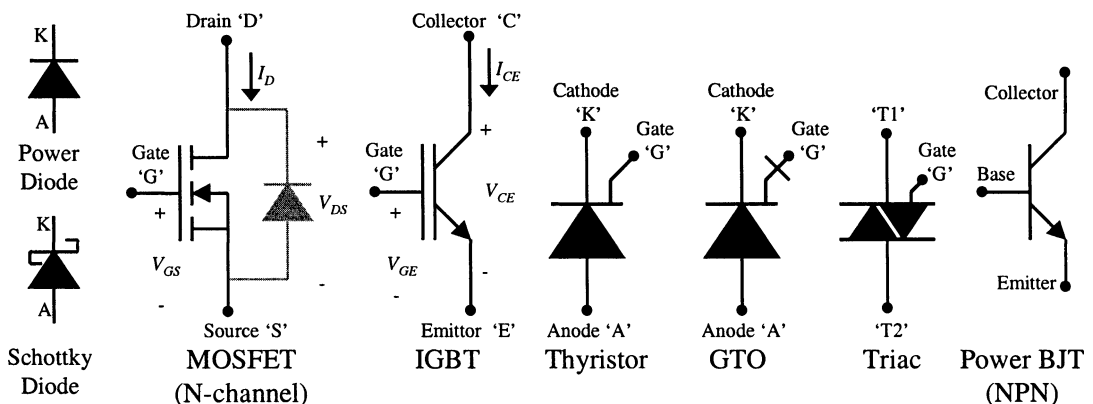 K
A
Power
Diode
K
A
Schottky
Diode
Drain ‘D’
I_D
Gate
‘G’
+
V_GS
-
+
V_DS
-
Source ‘S’
MOSFET
(N-channel)
Collector ‘C’
I_CE
Gate
‘G’
+
V_GE
-
+
V_CE
-
Emittor ‘E’
IGBT
Cathode
‘K’
Gate
‘G’
Anode ‘A’
Thyristor
Cathode
‘K’
Gate
‘G’
Anode ‘A’
GTO
‘T1’
Gate
‘G’
‘T2’
Triac
Collector
Base
Emitter
Power BJT
(NPN)